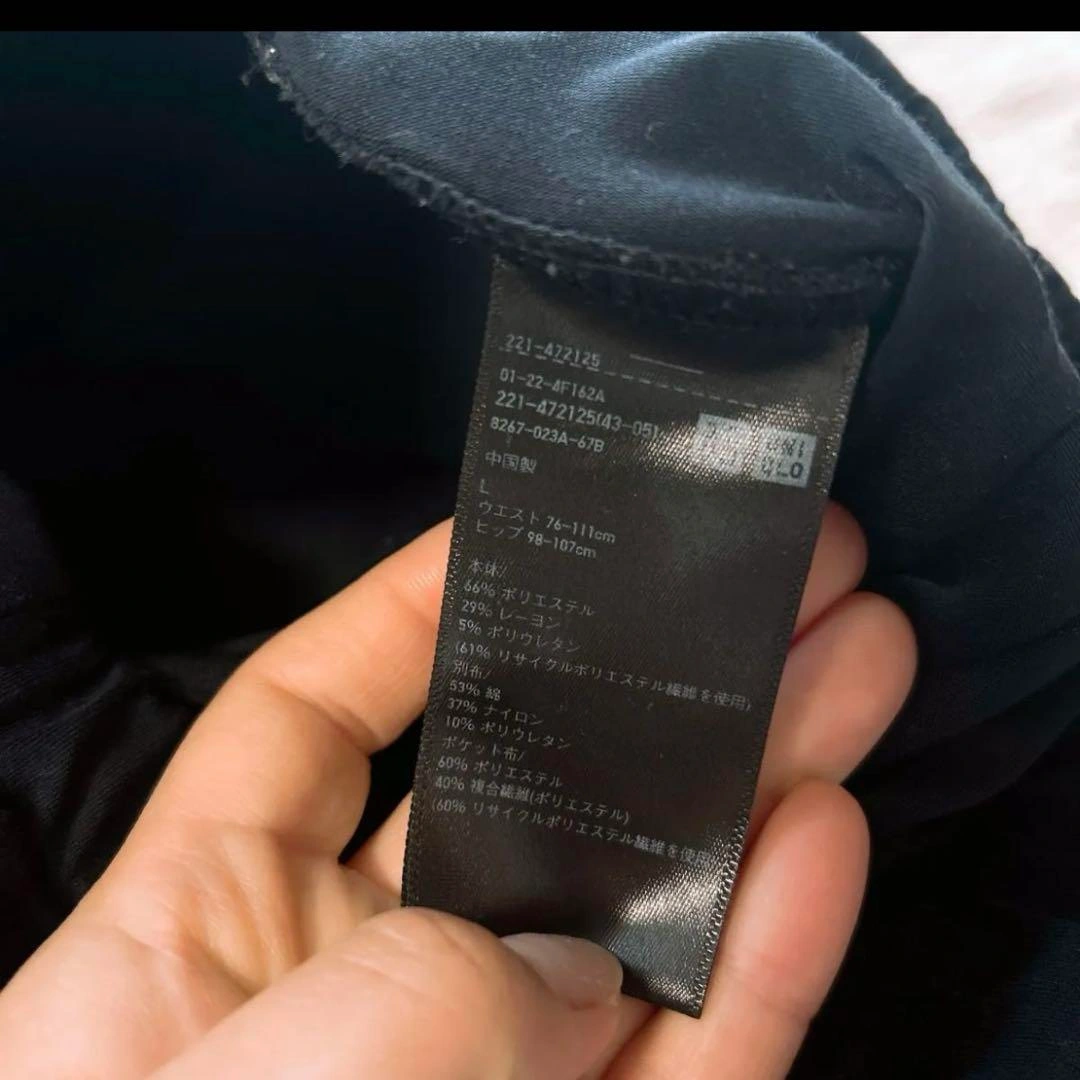 221-472125
01-22-4F162A
221-472125(43-05)
8267-023A-67B
UNI
QLO
中国製
L
ウエスト 76-111cm
ヒップ 98-107cm
本体/
66% ポリエステル
29% レーヨン
5% ポリウレタン
(61% リサイクルポリエステル繊維を使用)
別布/
53% 綿
37% ナイロン
10% ポリウレタン
ポケット布/
60% ポリエステル
40% 複合繊維(ポリエステル)
(60% リサイクルポリエステル繊維を使用